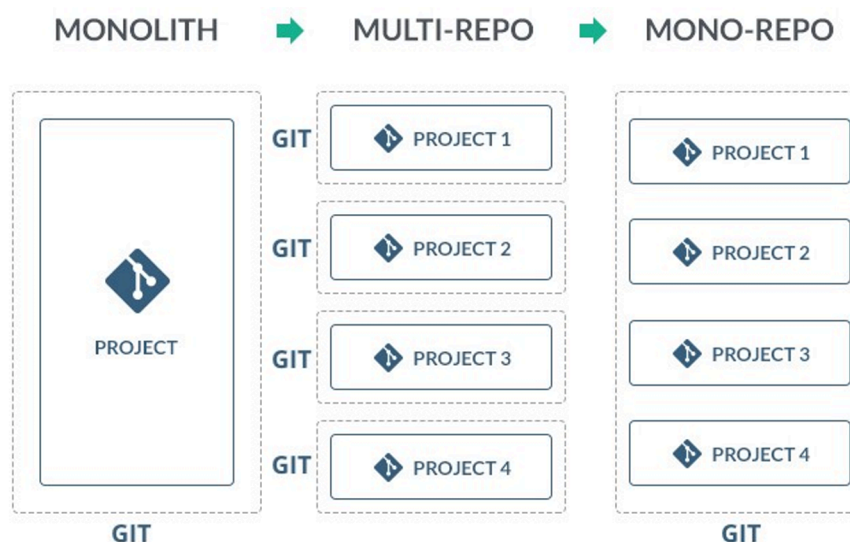 MONOLITH
MULTI-REPO
MONO-REPO
PROJECT
GIT
GIT
PROJECT 1
GIT
PROJECT 2
GIT
PROJECT 3
GIT
PROJECT 4
PROJECT 1
PROJECT 2
PROJECT 3
PROJECT 4
GIT